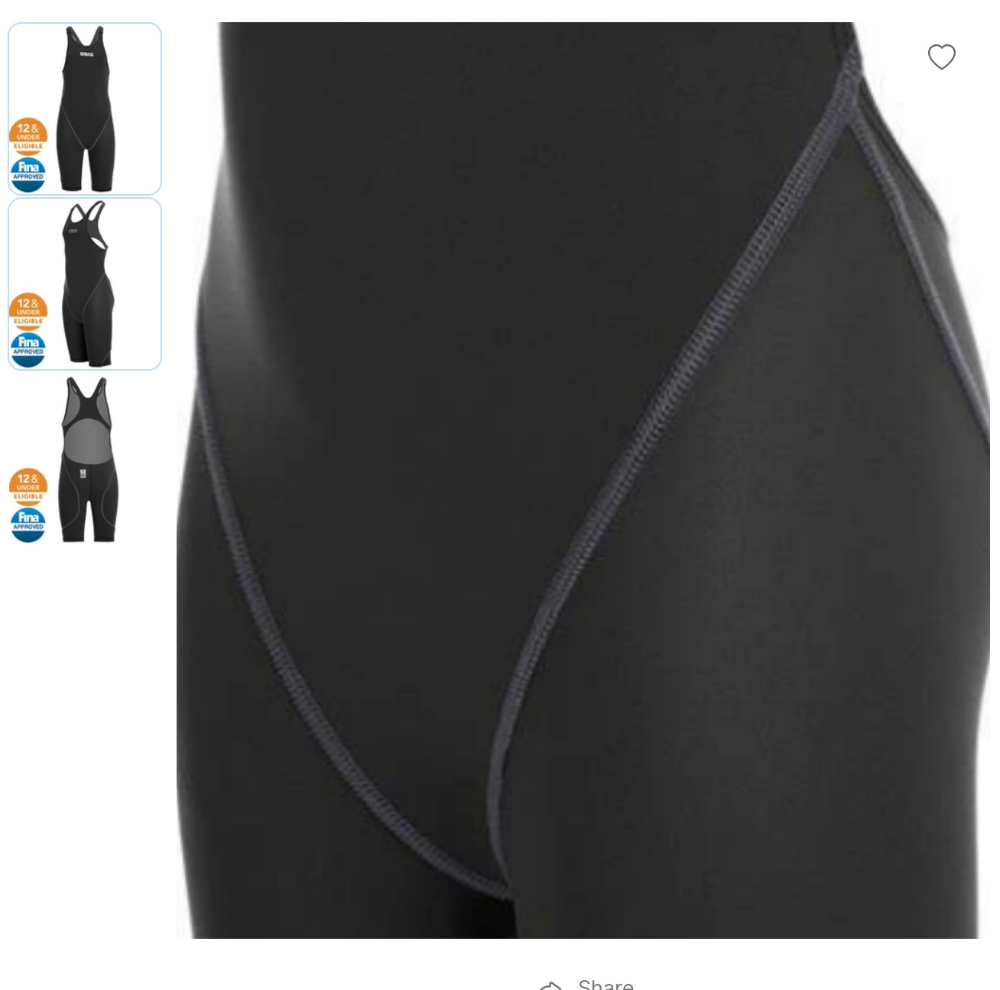 arena
12 &
UNDER
ELIGIBLE
Fina
APPROVED
12 &
UNDER
ELIGIBLE
Fina
APPROVED
12 &
UNDER
ELIGIBLE
Fina
APPROVED
Share